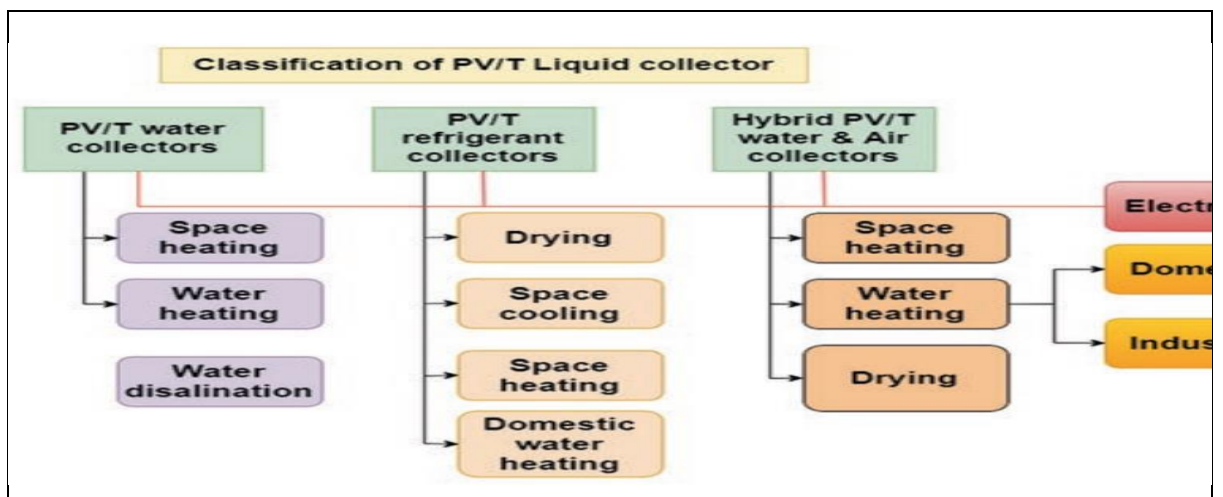 Classification of PV/T Liquid collector
PV/T water
collectors
PV/T
refrigerant
collectors
Hybrid PV/T
water & Air
collectors
Space
heating
Water
heating
Water
disalination
Drying
Space
cooling
Space
heating
Domestic
water
heating
Space
heating
Water
heating
Drying